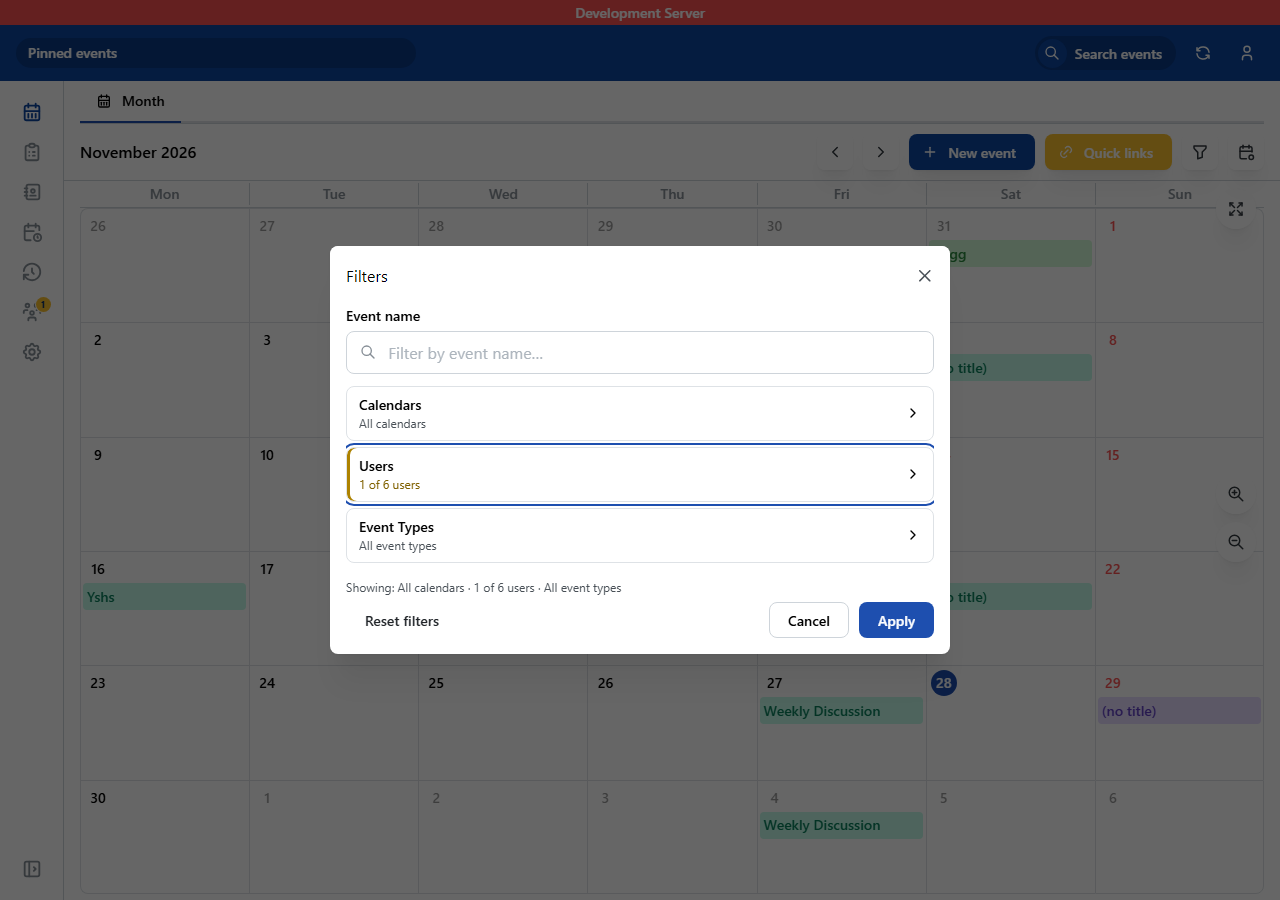 Development Server
Pinned events
Search events
Month
November 2026
New event
Quick links
Mon Tue Wed Thu Fri Sat Sun
26 27 28 29 30 31 1
Filters
Event name
Filter by event name...
Calendars
All calendars
Users
1 of 6 users
Event Types
All event types
Showing: All calendars · 1 of 6 users · All event types
Reset filters
Cancel
Apply
1
2 3 8
title)
9 10 15
16 17 22
Yshs
title)
23 24 25 26 27 28 29
Weekly Discussion
(no title)
30 1 2 3 4 5 6
Weekly Discussion